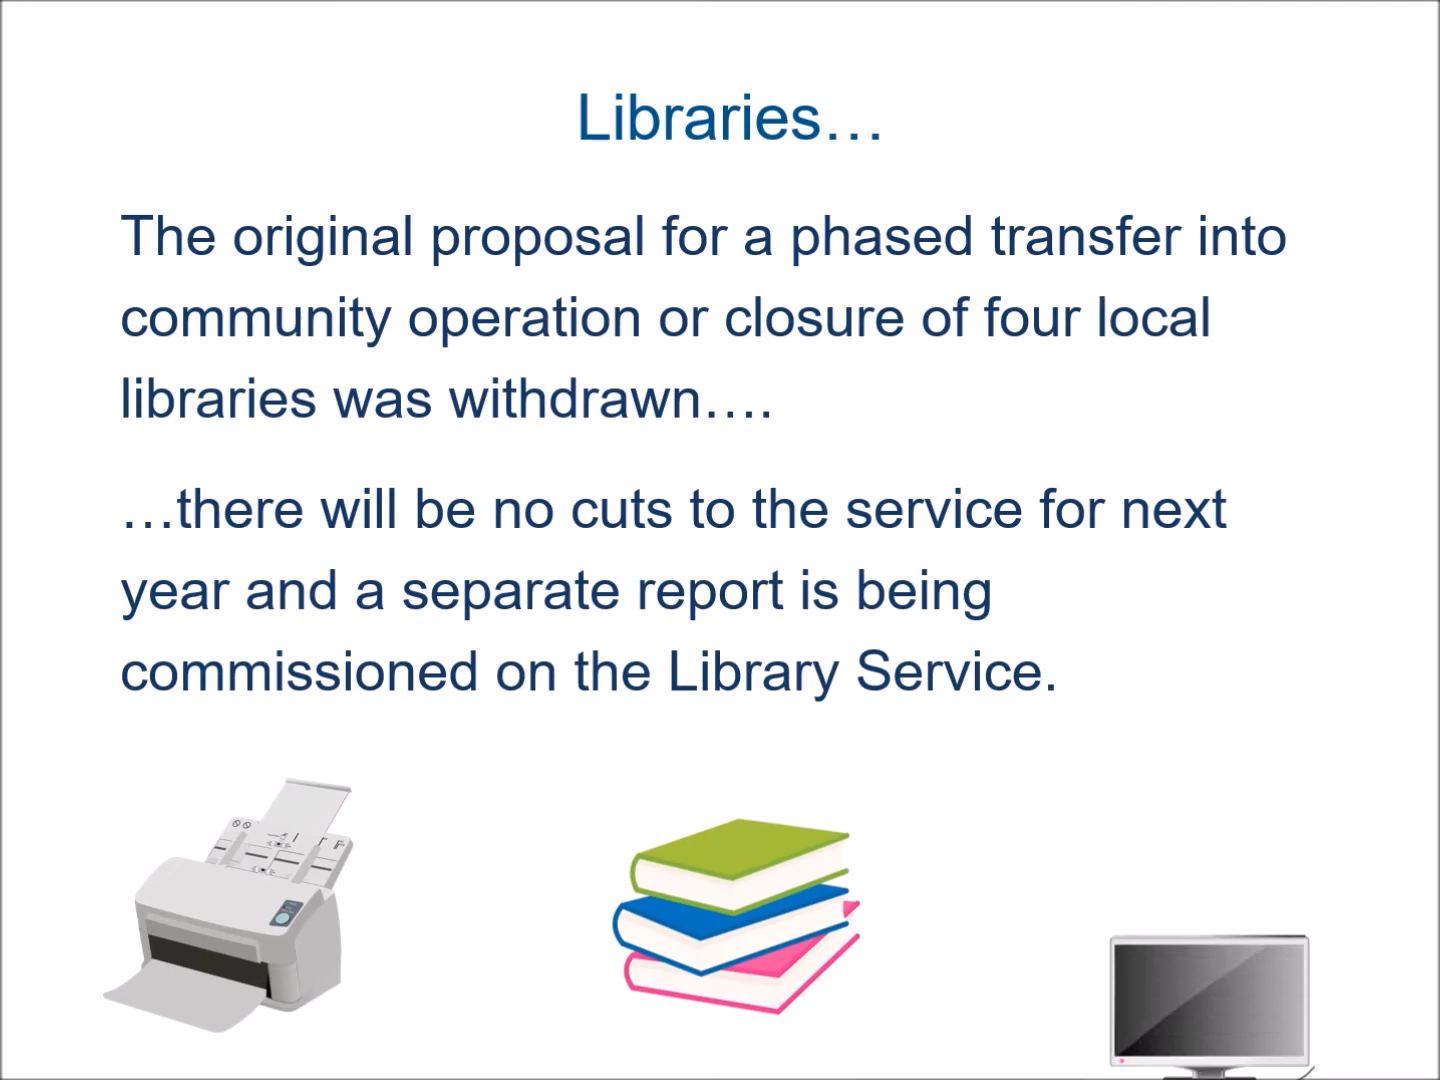 Libraries…
The original proposal for a phased transfer into
community operation or closure of four local
libraries was withdrawn….
…there will be no cuts to the service for next
year and a separate report is being
commissioned on the Library Service.